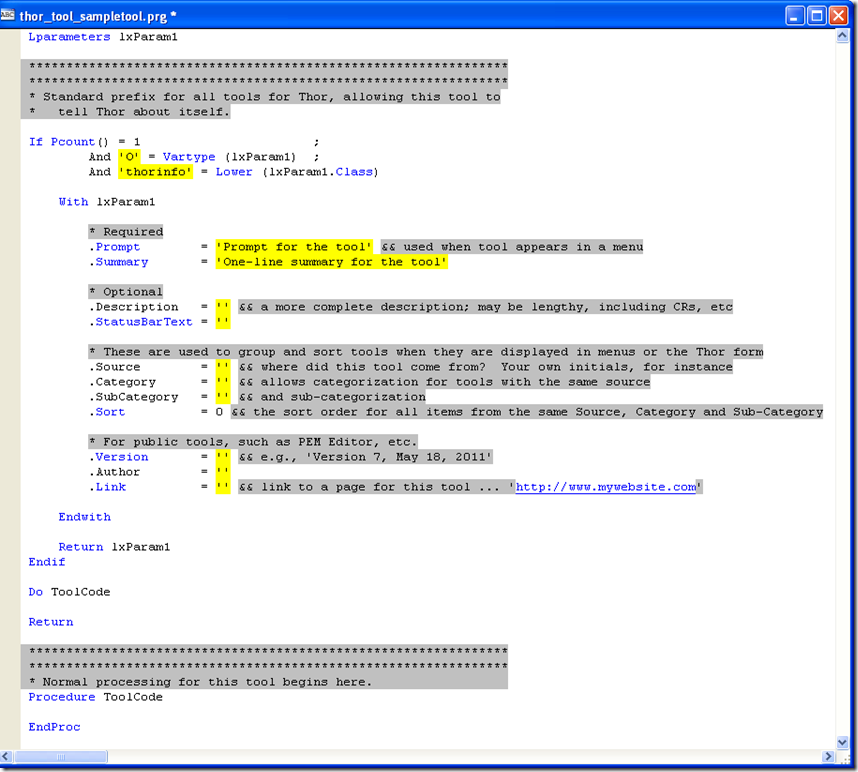 thor_tool_sampletool.prg *
Lparameters lxParam1
****************************************************************
****************************************************************
* Standard prefix for all tools for Thor, allowing this tool to
*   tell Thor about itself.
If Pcount() = 1                       ;
        And 'O' = Vartype (lxParam1)  ;
        And 'thorinfo' = Lower (lxParam1.Class)
    With lxParam1
        * Required
        .Prompt        = 'Prompt for the tool' && used when tool appears in a menu
        .Summary       = 'One-line summary for the tool'
        * Optional
        .Description   = '' && a more complete description; may be lengthy, including CRs, etc
        .StatusBarText = ''
        * These are used to group and sort tools when they are displayed in menus or the Thor form
        .Source        = '' && where did this tool come from?  Your own initials, for instance
        .Category      = '' && allows categorization for tools with the same source
        .SubCategory   = '' && and sub-categorization
        .Sort          = 0 && the sort order for all items from the same Source, Category and Sub-Category
        * For public tools, such as PEM Editor, etc.
        .Version       = '' && e.g., 'Version 7, May 18, 2011'
        .Author        = ''
        .Link          = '' && link to a page for this tool ... 'http://www.mywebsite.com'
    Endwith
    Return lxParam1
Endif
Do ToolCode
Return
****************************************************************
****************************************************************
* Normal processing for this tool begins here.
Procedure ToolCode
EndProc